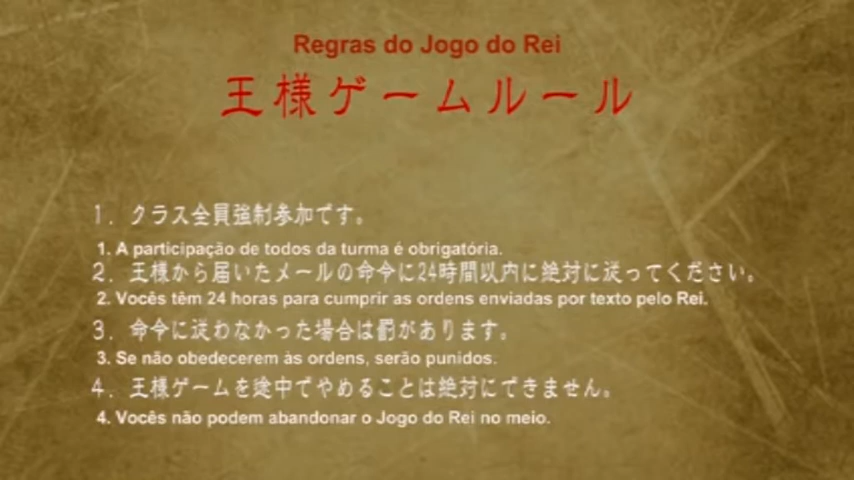 Regras do Jogo do Rei
王様ゲームルール
1．クラス全員強制参加です。
1. A participação de todos da turma é obrigatória.
2．王様から届いたメールの命令に24時間以内に絶対に従ってください。
2. Vocês têm 24 horas para cumprir as ordens enviadas por texto pelo Rei.
3．命令に従わなかった場合は罰があります。
3. Se não obedecerem às ordens, serão punidos.
4．王様ゲームを途中でやめることは絶対にできません。
4. Vocês não podem abandonar o Jogo do Rei no meio.